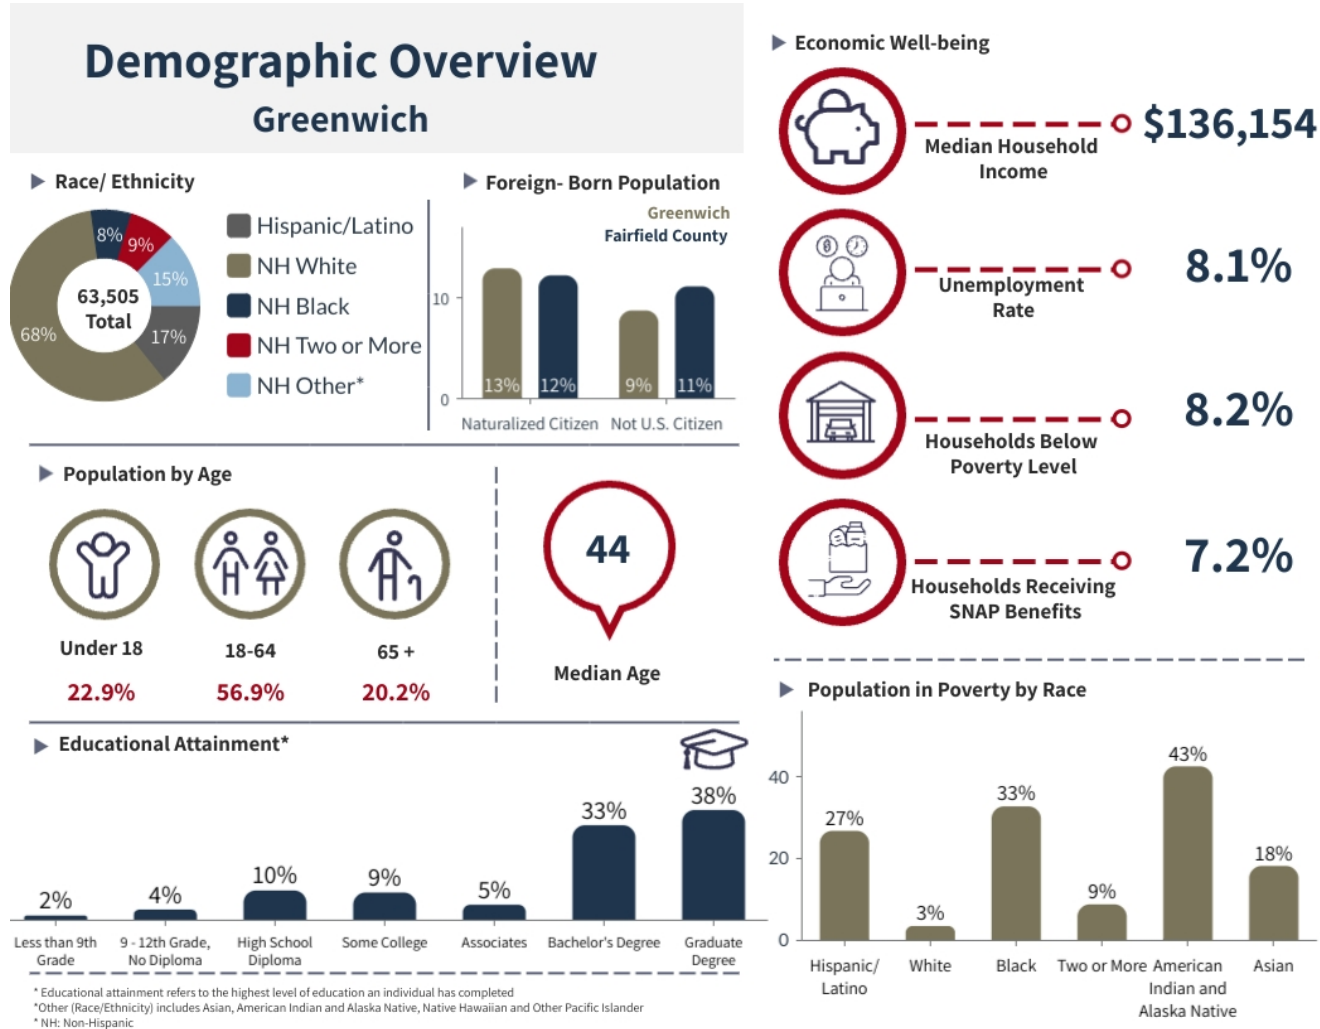 Demographic Overview
Greenwich
Race/ Ethnicity
8%
9%
15%
17%
68%
63,505
Total
Hispanic/Latino
NH White
NH Black
NH Two or More
NH Other*
Foreign- Born Population
Greenwich
Fairfield County
10
0
13%
12%
9%
11%
Naturalized Citizen
Not U.S. Citizen
Population by Age
Under 18
18-64
65 +
22.9%
56.9%
20.2%
44
Median Age
Educational Attainment*
2%
4%
10%
9%
5%
33%
38%
Less than 9th
Grade
9 - 12th Grade,
No Diploma
High School
Diploma
Some College
Associates
Bachelor's Degree
Graduate
Degree
* Educational attainment refers to the highest level of education an individual has completed
*Other (Race/Ethnicity) includes Asian, American Indian and Alaska Native, Native Hawaiian and Other Pacific Islander
* NH: Non-Hispanic
Economic Well-being
Median Household
Income
$136,154
Unemployment
Rate
8.1%
Households Below
Poverty Level
8.2%
Households Receiving
SNAP Benefits
7.2%
Population in Poverty by Race
40
20
0
27%
3%
33%
9%
43%
18%
Hispanic/
Latino
White
Black
Two or More
American
Indian and
Alaska Native
Asian